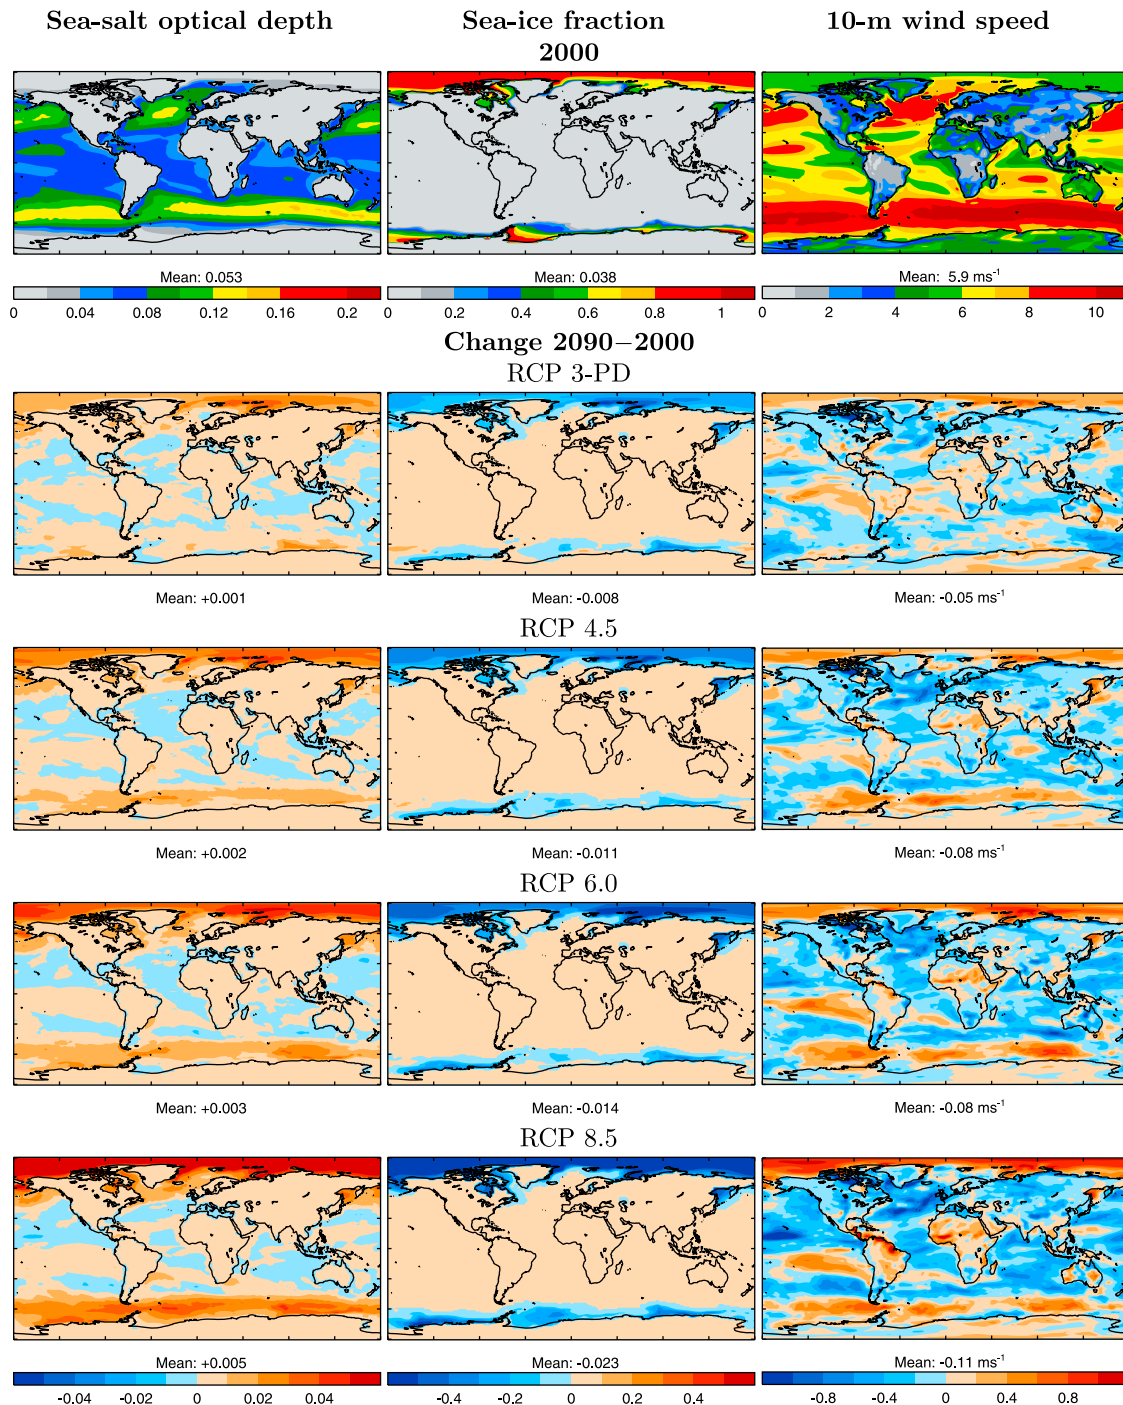 Sea-salt optical depth Sea-ice fraction 10-m wind speed
2000
Mean: 0.053 Mean: 0.038 Mean: 5.9 ms⁻¹
0 0.04 0.08 0.12 0.16 0.2 0 0.2 0.4 0.6 0.8 1 0 2 4 6 8 10
Change 2090−2000
RCP 3-PD
Mean: +0.001 Mean: -0.008 Mean: -0.05 ms⁻¹
RCP 4.5
Mean: +0.002 Mean: -0.011 Mean: -0.08 ms⁻¹
RCP 6.0
Mean: +0.003 Mean: -0.014 Mean: -0.08 ms⁻¹
RCP 8.5
Mean: +0.005 Mean: -0.023 Mean: -0.11 ms⁻¹
-0.04 -0.02 0 0.02 0.04 -0.4 -0.2 0 0.2 0.4 -0.8 -0.4 0 0.4 0.8